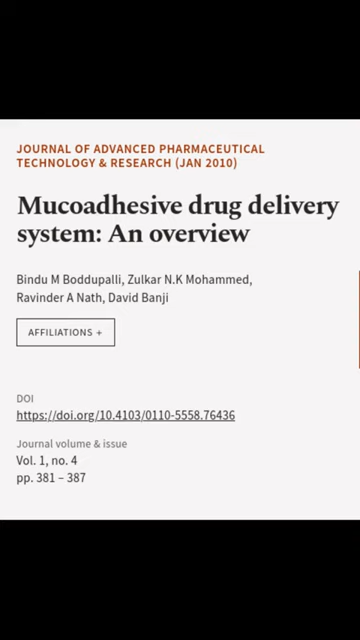 JOURNAL OF ADVANCED PHARMACEUTICAL
TECHNOLOGY & RESEARCH (JAN 2010)
Mucoadhesive drug delivery
system: An overview
Bindu M Boddupalli, Zulkar N.K Mohammed,
Ravinder A Nath, David Banji
AFFILIATIONS +
DOI
https://doi.org/10.4103/0110-5558.76436
Journal volume & issue
Vol. 1, no. 4
pp. 381 – 387